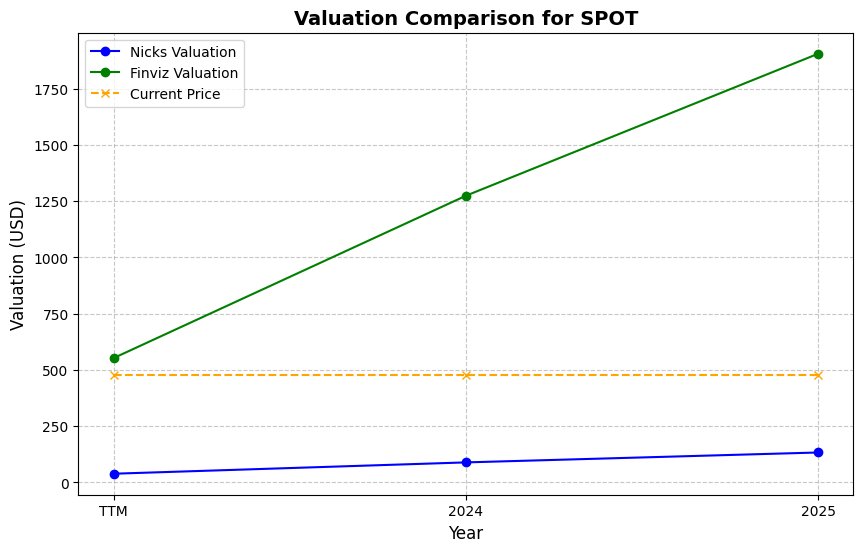 Valuation Comparison for SPOT
Nicks Valuation
Finviz Valuation
Current Price
Valuation (USD)
1750
1500
1250
1000
750
500
250
0
TTM 2024 2025
Year